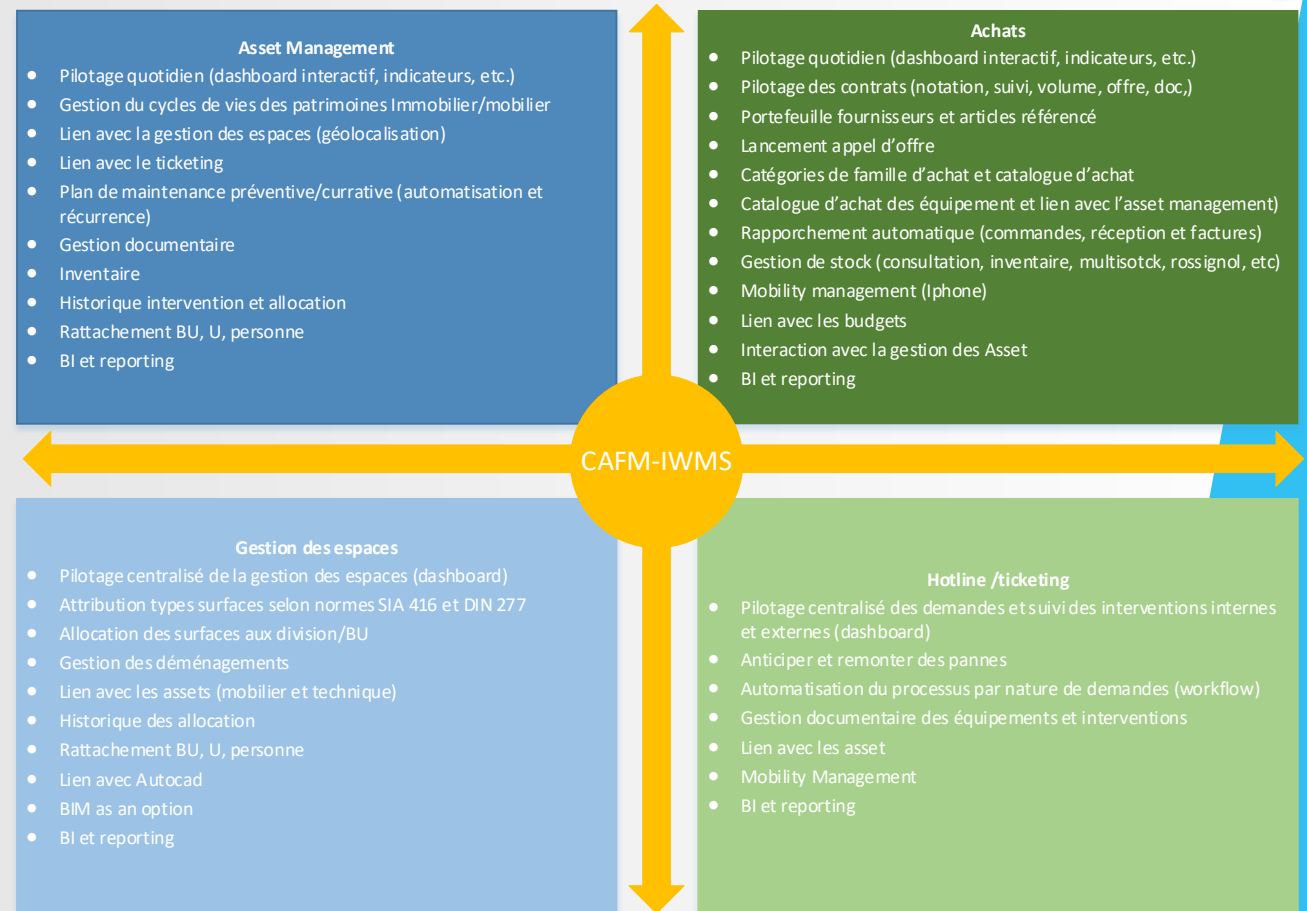 Asset Management
• Pilotage quotidien (dashboard interactif, indicateurs, etc.)
• Gestion du cycles de vies des patrimoines Immobilier/mobilier
• Lien avec la gestion des espaces (géolocalisation)
• Lien avec le ticketing
• Plan de maintenance préventive/currative (automatisation et
récurrence)
• Gestion documentaire
• Inventaire
• Historique intervention et allocation
• Rattachement BU, U, personne
• BI et reporting
Achats
• Pilotage quotidien (dashboard interactif, indicateurs, etc.)
• Pilotage des contrats (notation, suivi, volume, offre, doc,)
• Portefeuille fournisseurs et articles référencé
• Lancement appel d'offre
• Catégories de famille d'achat et catalogue d'achat
• Catalogue d'achat des équipement et lien avec l'asset management)
• Rapporchement automatique (commandes, réception et factures)
• Gestion de stock (consultation, inventaire, multisotck, rossignol, etc)
• Mobility management (Iphone)
• Lien avec les budgets
• Interaction avec la gestion des Asset
• BI et reporting
CAFM-IWMS
Gestion des espaces
• Pilotage centralisé de la gestion des espaces (dashboard)
• Attribution types surfaces selon normes SIA 416 et DIN 277
• Allocation des surfaces aux division/BU
• Gestion des déménagements
• Lien avec les assets (mobilier et technique)
• Historique des allocation
• Rattachement BU, U, personne
• Lien avec Autocad
• BIM as an option
• BI et reporting
Hotline /ticketing
• Pilotage centralisé des demandes et suivi des interventions internes
et externes (dashboard)
• Anticiper et remonter des pannes
• Automatisation du processus par nature de demandes (workflow)
• Gestion documentaire des équipements et interventions
• Lien avec les asset
• Mobility Management
• BI et reporting